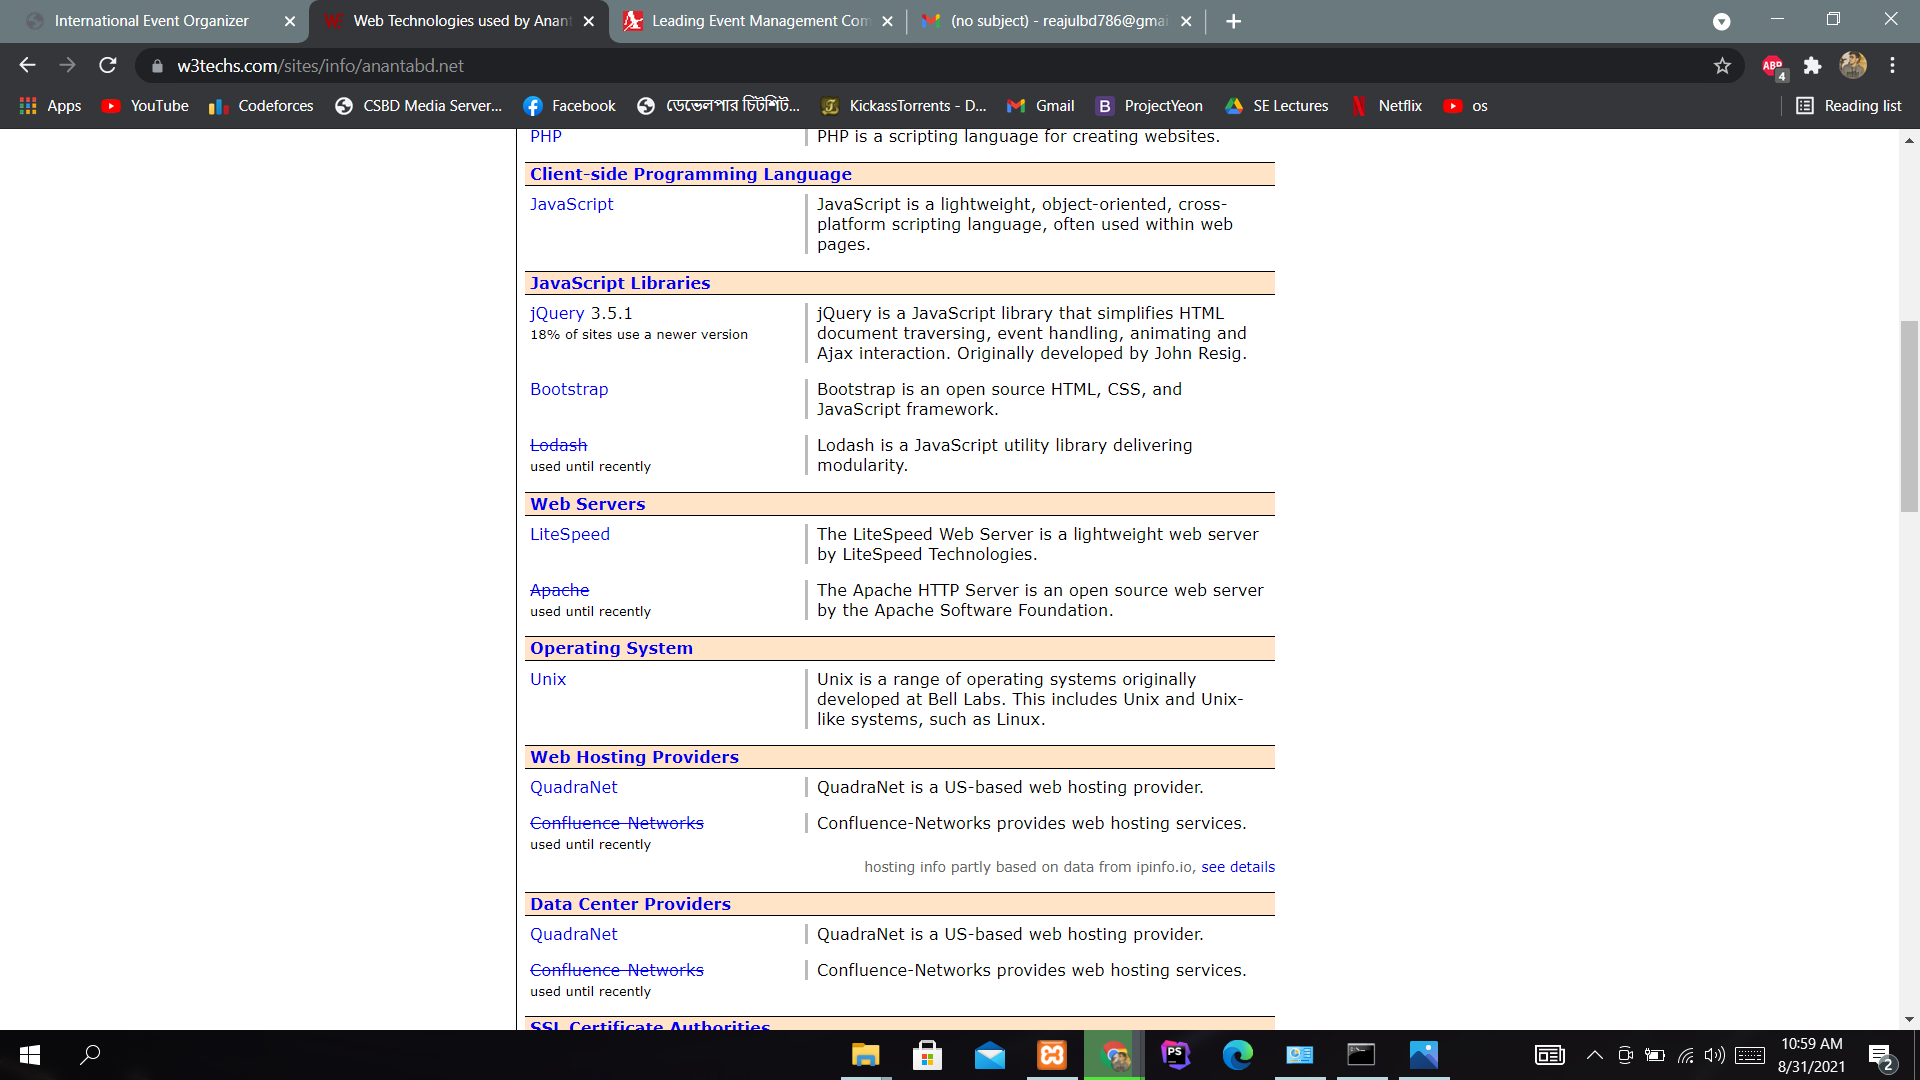 International Event Organizer
Web Technologies used by Anant
Leading Event Management Com
(no subject) - reajulbd786@gmai
w3techs.com/sites/info/anantabd.net
ABP
4
Apps
YouTube
Codeforces
CSBD Media Server...
Facebook
ডেভেলপার চিটশিট...
KickassTorrents - D...
Gmail
ProjectYeon
SE Lectures
Netflix
os
Reading list
PHP
PHP is a scripting language for creating websites.
Client-side Programming Language
JavaScript
JavaScript is a lightweight, object-oriented, cross-
platform scripting language, often used within web
pages.
JavaScript Libraries
jQuery 3.5.1
18% of sites use a newer version
jQuery is a JavaScript library that simplifies HTML
document traversing, event handling, animating and
Ajax interaction. Originally developed by John Resig.
Bootstrap
Bootstrap is an open source HTML, CSS, and
JavaScript framework.
Lodash
used until recently
Lodash is a JavaScript utility library delivering
modularity.
Web Servers
LiteSpeed
The LiteSpeed Web Server is a lightweight web server
by LiteSpeed Technologies.
Apache
used until recently
The Apache HTTP Server is an open source web server
by the Apache Software Foundation.
Operating System
Unix
Unix is a range of operating systems originally
developed at Bell Labs. This includes Unix and Unix-
like systems, such as Linux.
Web Hosting Providers
QuadraNet
QuadraNet is a US-based web hosting provider.
Confluence-Networks
used until recently
Confluence-Networks provides web hosting services.
hosting info partly based on data from ipinfo.io, see details
Data Center Providers
QuadraNet
QuadraNet is a US-based web hosting provider.
Confluence-Networks
used until recently
Confluence-Networks provides web hosting services.
SSL Certificate Authorities
PS
10:59 AM
8/31/2021
2